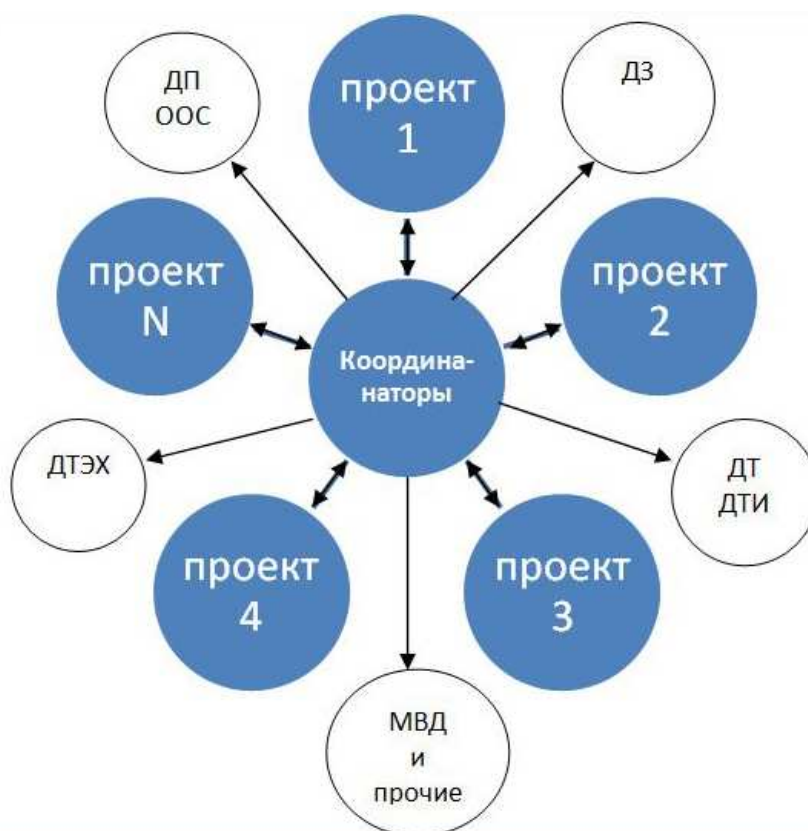 ДП
ООС
проект
1
ДЗ
проект
N
проект
2
Координа-
наторы
ДТЭХ
ДТ
ДТИ
проект
4
проект
3
МВД
и
прочие